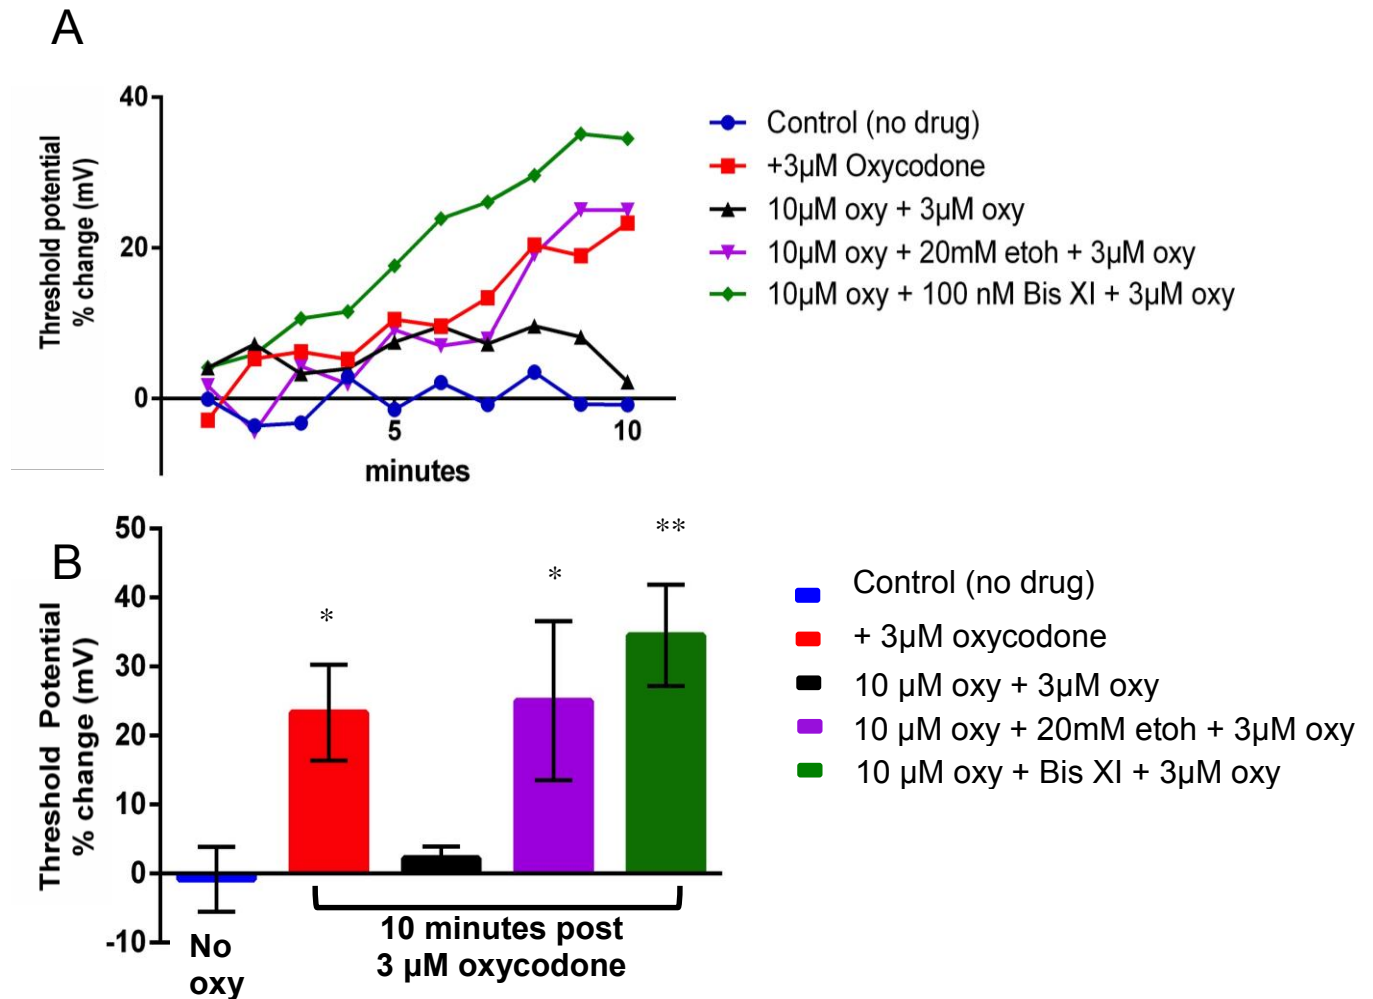 A
40
20
0
5
10
minutes
Threshold potential
% change (mV)
Control (no drug)
+3µM Oxycodone
10µM oxy + 3µM oxy
10µM oxy + 20mM etoh + 3µM oxy
10µM oxy + 100 nM Bis XI + 3µM oxy
B
50
40
30
20
10
0
-10
Threshold Potential
% change (mV)
*
*
**
No
oxy
10 minutes post
3 µM oxycodone
Control (no drug)
+ 3µM oxycodone
10 µM oxy + 3µM oxy
10 µM oxy + 20mM etoh + 3µM oxy
10 µM oxy + Bis XI + 3µM oxy